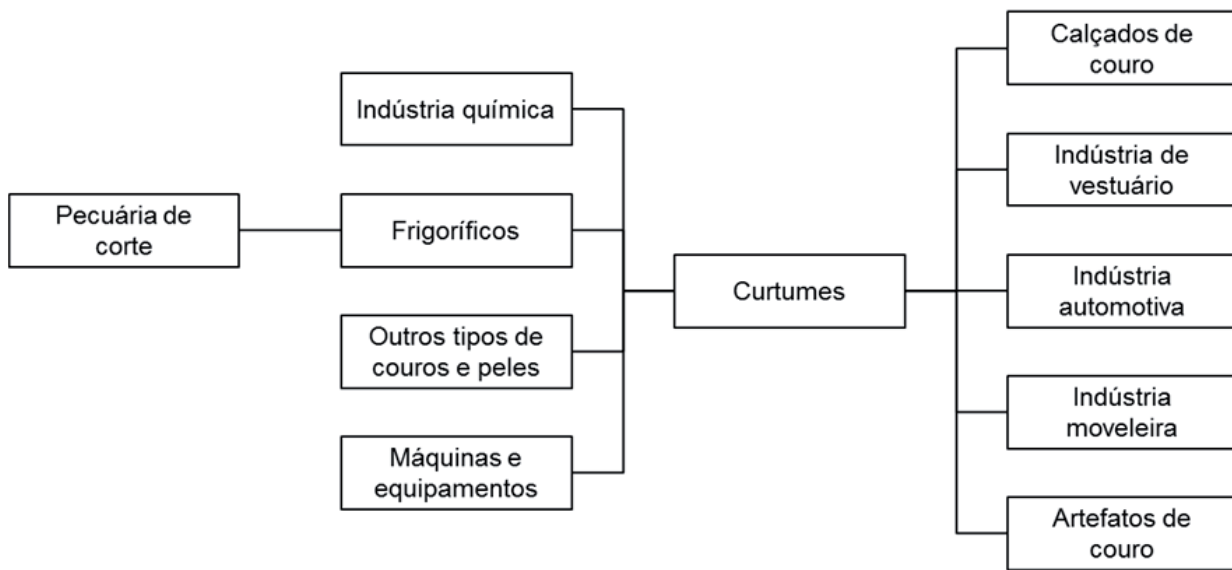 Pecuária de
corte
Indústria química
Frigoríficos
Outros tipos de
couros e peles
Máquinas e
equipamentos
Curtumes
Calçados de
couro
Indústria de
vestuário
Indústria
automotiva
Indústria
moveleira
Artefatos de
couro